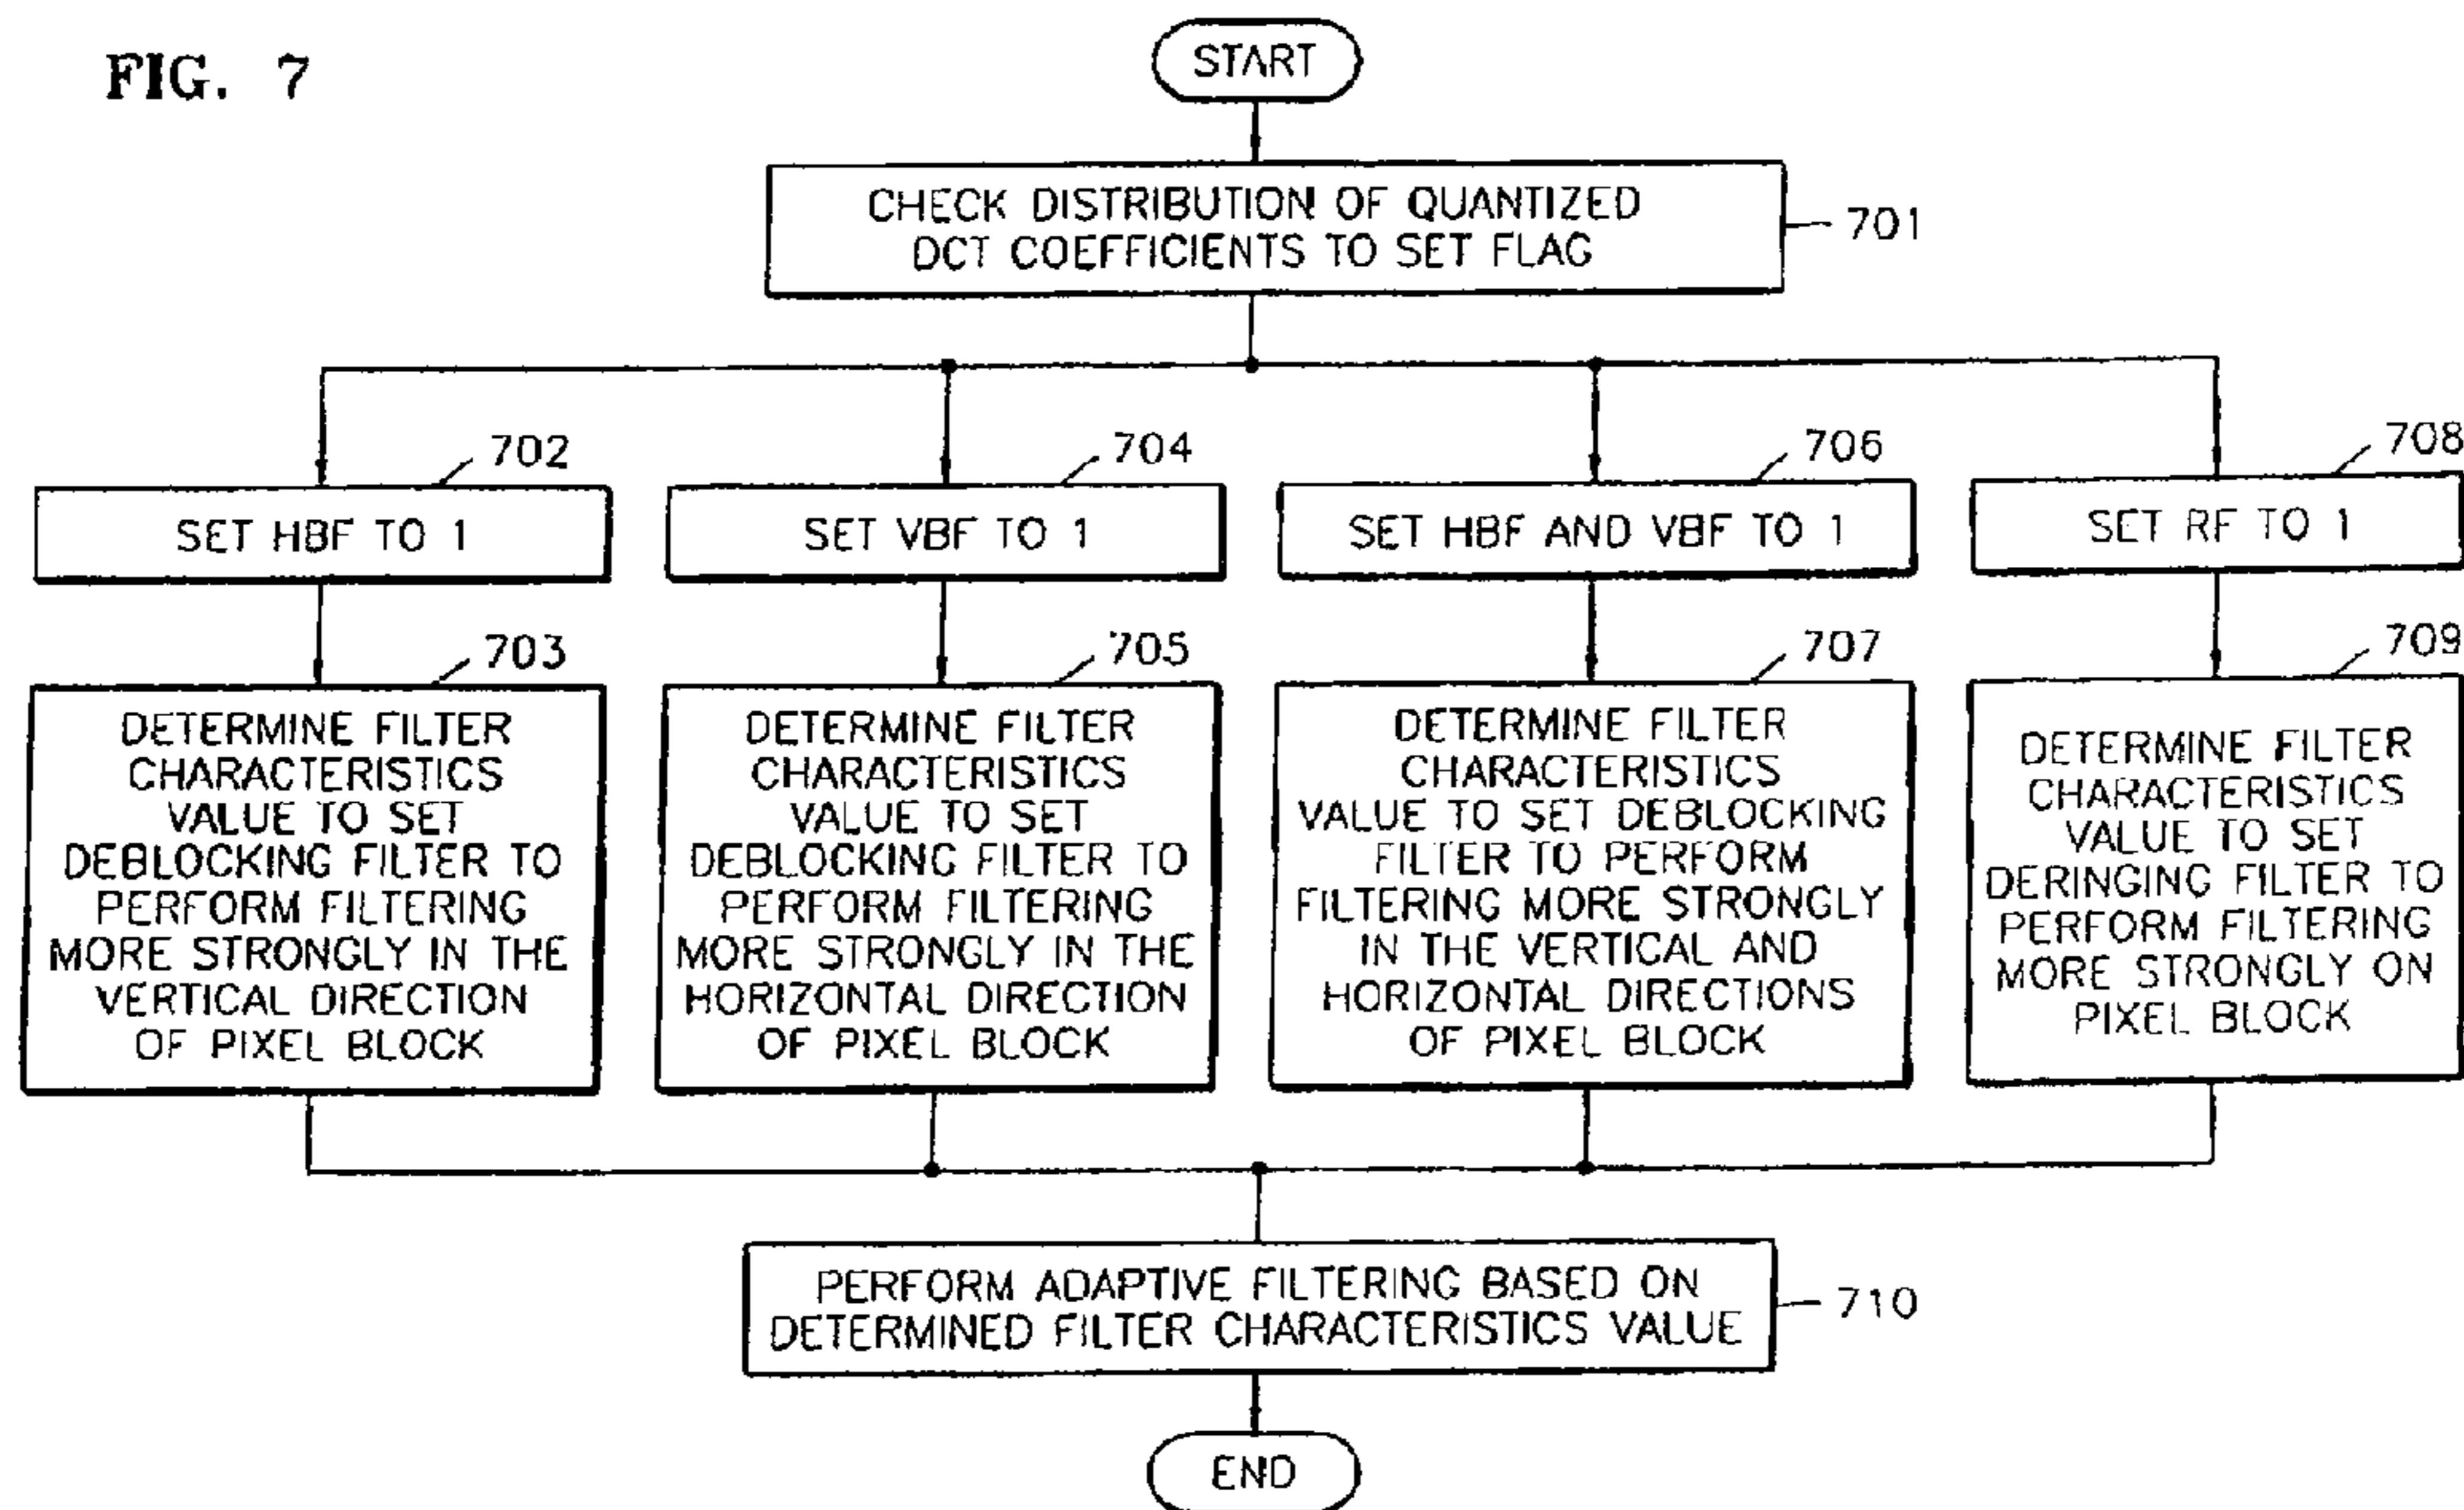 FIG. 7
START
CHECK DISTRIBUTION OF QUANTIZED
DCT COEFFICIENTS TO SET FLAG
701
702
SET HBF TO 1
704
SET VBF TO 1
706
SET HBF AND VBF TO 1
708
SET RF TO 1
703
DETERMINE FILTER
CHARACTERISTICS
VALUE TO SET
DEBLOCKING FILTER TO
PERFORM FILTERING
MORE STRONGLY IN THE
VERTICAL DIRECTION
OF PIXEL BLOCK
705
DETERMINE FILTER
CHARACTERISTICS
VALUE TO SET
DEBLOCKING FILTER TO
PERFORM FILTERING
MORE STRONGLY IN THE
HORIZONTAL DIRECTION
OF PIXEL BLOCK
707
DETERMINE FILTER
CHARACTERISTICS
VALUE TO SET DEBLOCKING
FILTER TO PERFORM
FILTERING MORE STRONGLY
IN THE VERTICAL AND
HORIZONTAL DIRECTIONS
OF PIXEL BLOCK
709
DETERMINE FILTER
CHARACTERISTICS
VALUE TO SET
DERINGING FILTER TO
PERFORM FILTERING
MORE STRONGLY ON
PIXEL BLOCK
PERFORM ADAPTIVE FILTERING BASED ON
DETERMINED FILTER CHARACTERISTICS VALUE
710
END